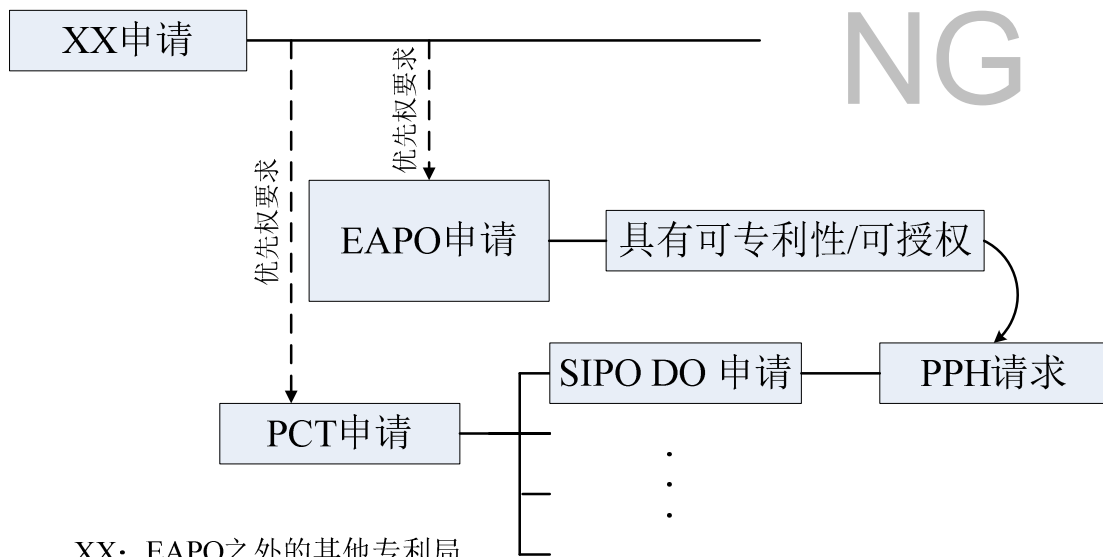 XX申请
NG
优先权要求
优先权要求
EAPO申请
具有可专利性/可授权
SIPO DO 申请
PPH请求
PCT申请
XX：EAPO之外的其他专利局